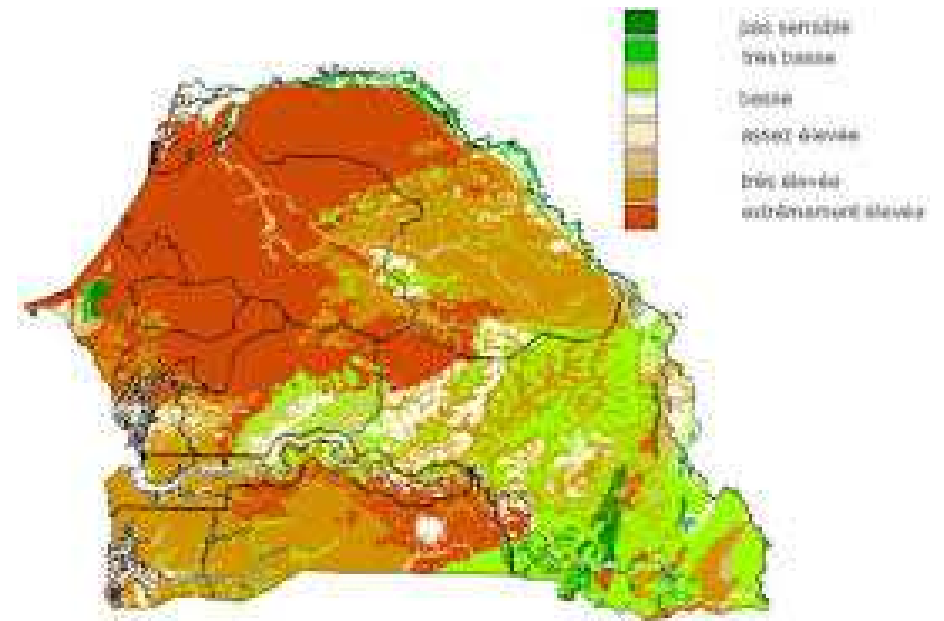 pas sensible
très basse
basse
assez élevée
très élevée
extrêmement élevée